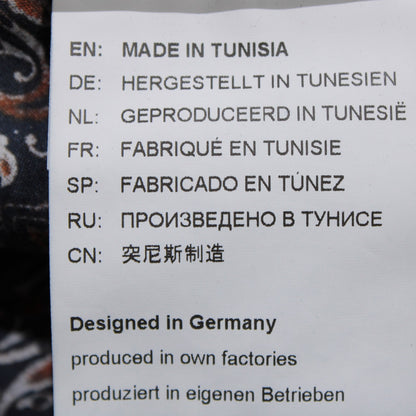 EN: MADE IN TUNISIA
DE: HERGESTELLT IN TUNESIEN
NL: GEPRODUCEERD IN TUNESIË
FR: FABRIQUÉ EN TUNISIE
SP: FABRICADO EN TÚNEZ
RU: ПРОИЗВЕДЕНО В ТУНИСЕ
CN: 突尼斯制造
Designed in Germany
produced in own factories
produziert in eigenen Betrieben